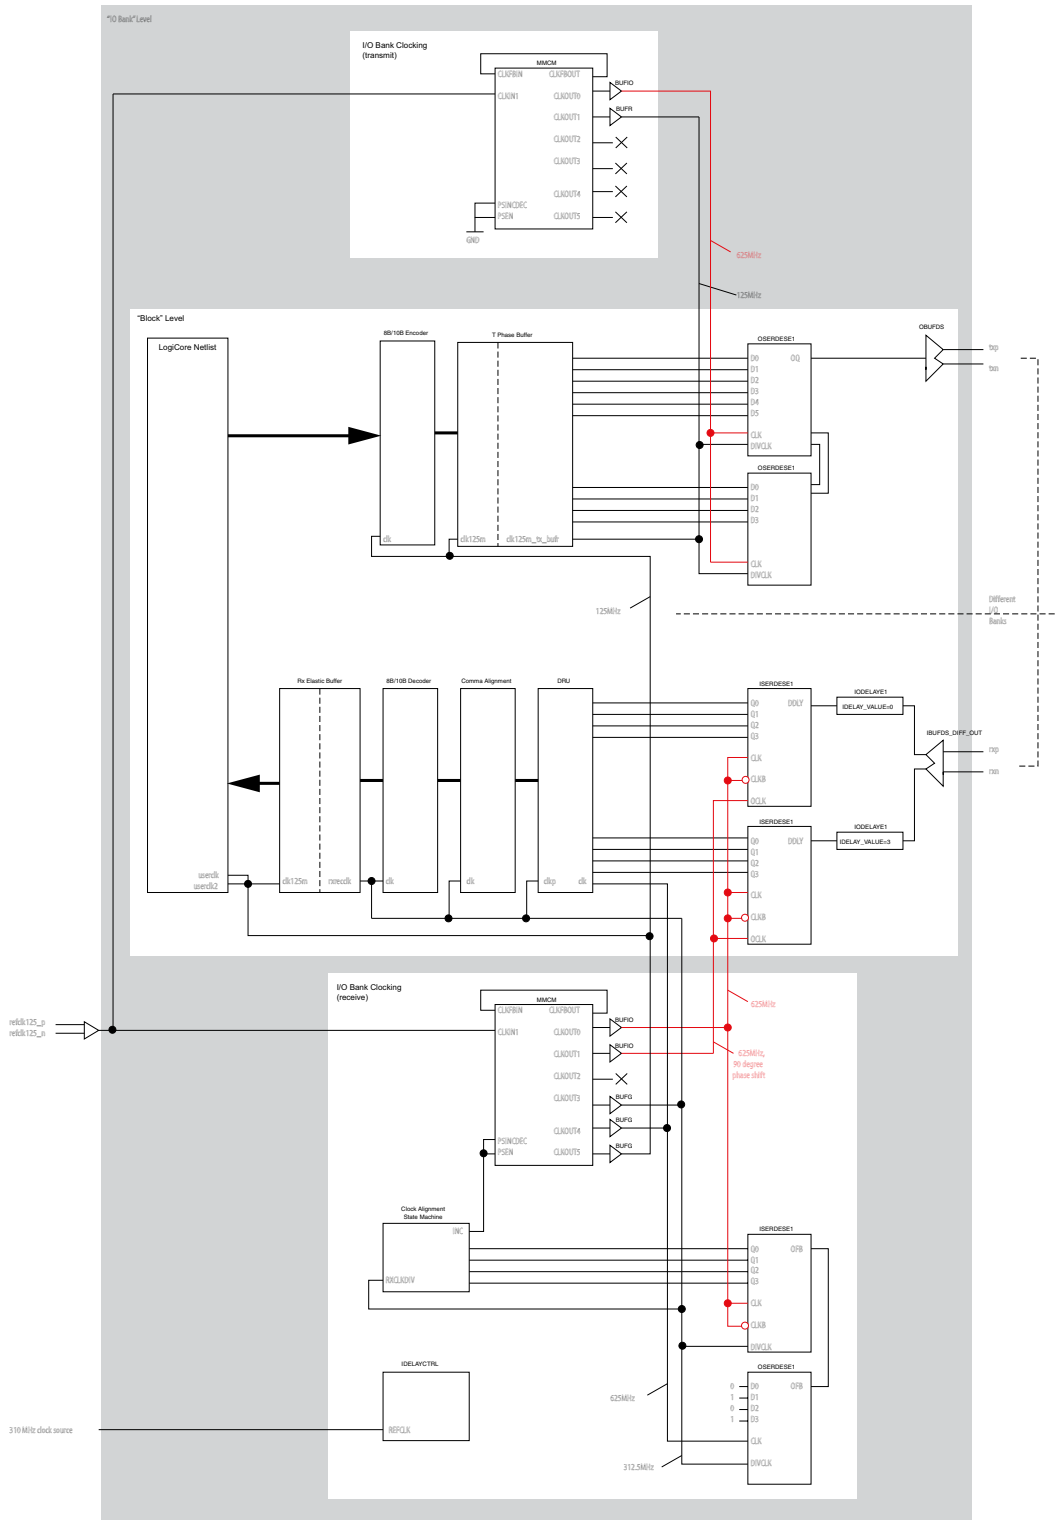 "IO Bank" Level
I/O Bank Clocking
(transmit)
MMCM
CLKFBIN
CLKFBOUT
BUFIO
CLKIN1
CLKOUT0
BUFR
CLKOUT1
CLKOUT2
CLKOUT3
CLKOUT4
PSINCDEC
PSEN
CLKOUT5
GND
625MHz
125MHz
"Block" Level
LogiCore Netlist
8B/10B Encoder
T Phase Buffer
OSERDESE1
OBUFDS
D0
OQ
D1
D2
D3
D4
D5
CLK
DIVCLK
txp
txn
OSERDESE1
D0
D1
D2
D3
CLK
DIVCLK
clk
clk125m
clk125m_tx_bufr
125MHz
Different
I/O
Banks
Rx Elastic Buffer
8B/10B Decoder
Comma Alignment
DRU
ISERDESE1
IODELAYE1
Q0
DDLY
IDELAY_VALUE=0
Q1
Q2
Q3
CLK
CLKB
OCLK
IBUFDS_DIFF_OUT
rxp
rxn
ISERDESE1
IODELAYE1
Q0
DDLY
IDELAY_VALUE=3
Q1
Q2
Q3
CLK
CLKB
OCLK
userclk
userclk2
clk125m
rxrecclk
clk
clk
clkp
clk
I/O Bank Clocking
(receive)
MMCM
CLKFBIN
CLKFBOUT
BUFIO
CLKIN1
CLKOUT0
BUFIO
CLKOUT1
CLKOUT2
BUFG
CLKOUT3
BUFG
CLKOUT4
BUFG
PSINCDEC
PSEN
CLKOUT5
refclk125_p
refclk125_n
625MHz
625MHz,
90 degree
phase shift
Clock Alignment
State Machine
INC
RXCLKDIV
ISERDESE1
Q0
OFB
Q1
Q2
Q3
CLK
CLKB
DIVCLK
IDELAYCTRL
REFCLK
310 MHz clock source
OSERDESE1
0 D0
OFB
1 D1
0 D2
1 D3
CLK
DIVCLK
625MHz
312.5MHz